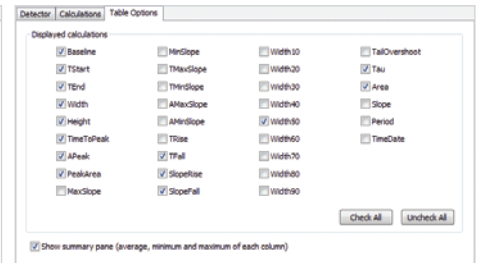 Detector Calculations Table Options
Displayed calculations
Baseline MinSlope Width10 TailOvershoot
TStart TMaxSlope Width20 Tau
TEnd TMinSlope Width30 Area
Width AMaxSlope Width40 Slope
Height AMinSlope Width50 Period
TimeToPeak TRise Width60 TimeDate
APeak TFall Width70
PeakArea SlopeRise Width80
MaxSlope SlopeFall Width90
Check All Uncheck All
Show summary pane (average, minimum and maximum of each column)